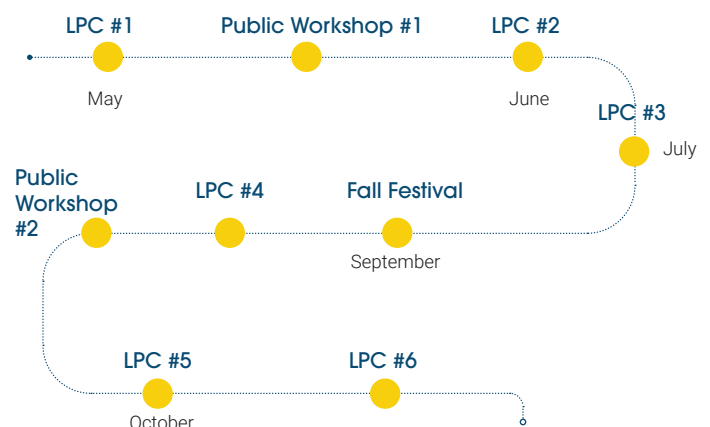 LPC #1
Public Workshop #1
LPC #2
May
June
LPC #3
July
Public
Workshop
#2
LPC #4
Fall Festival
September
LPC #5
LPC #6
October